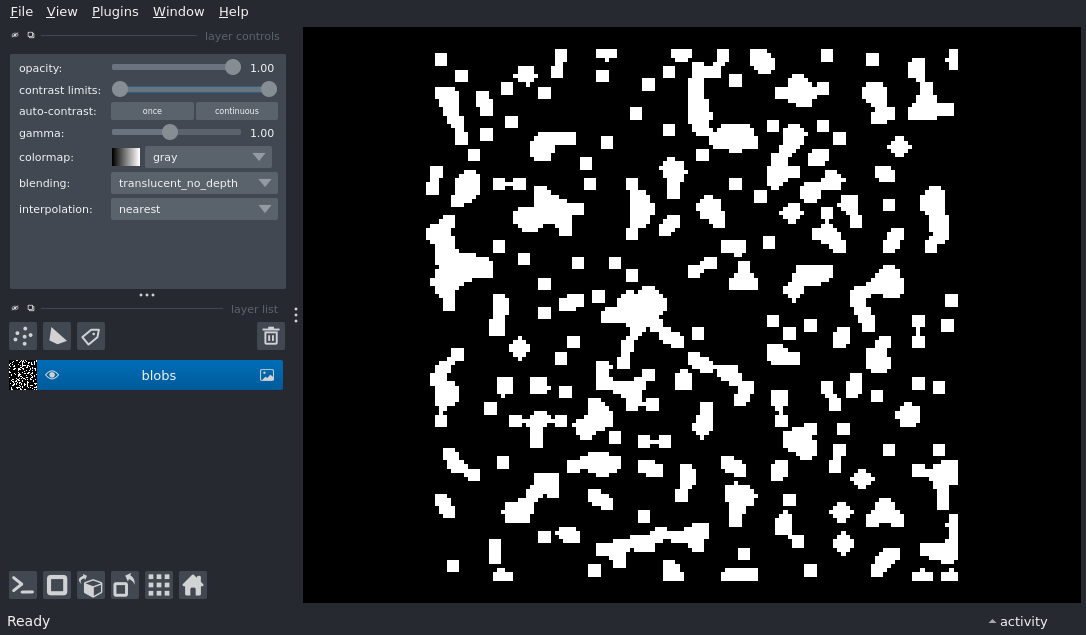 File View Plugins Window Help
layer controls
opacity: 1.00
contrast limits:
auto-contrast: once continuous
gamma: 1.00
colormap: gray
blending: translucent_no_depth
interpolation: nearest
layer list
blobs
Ready
activity